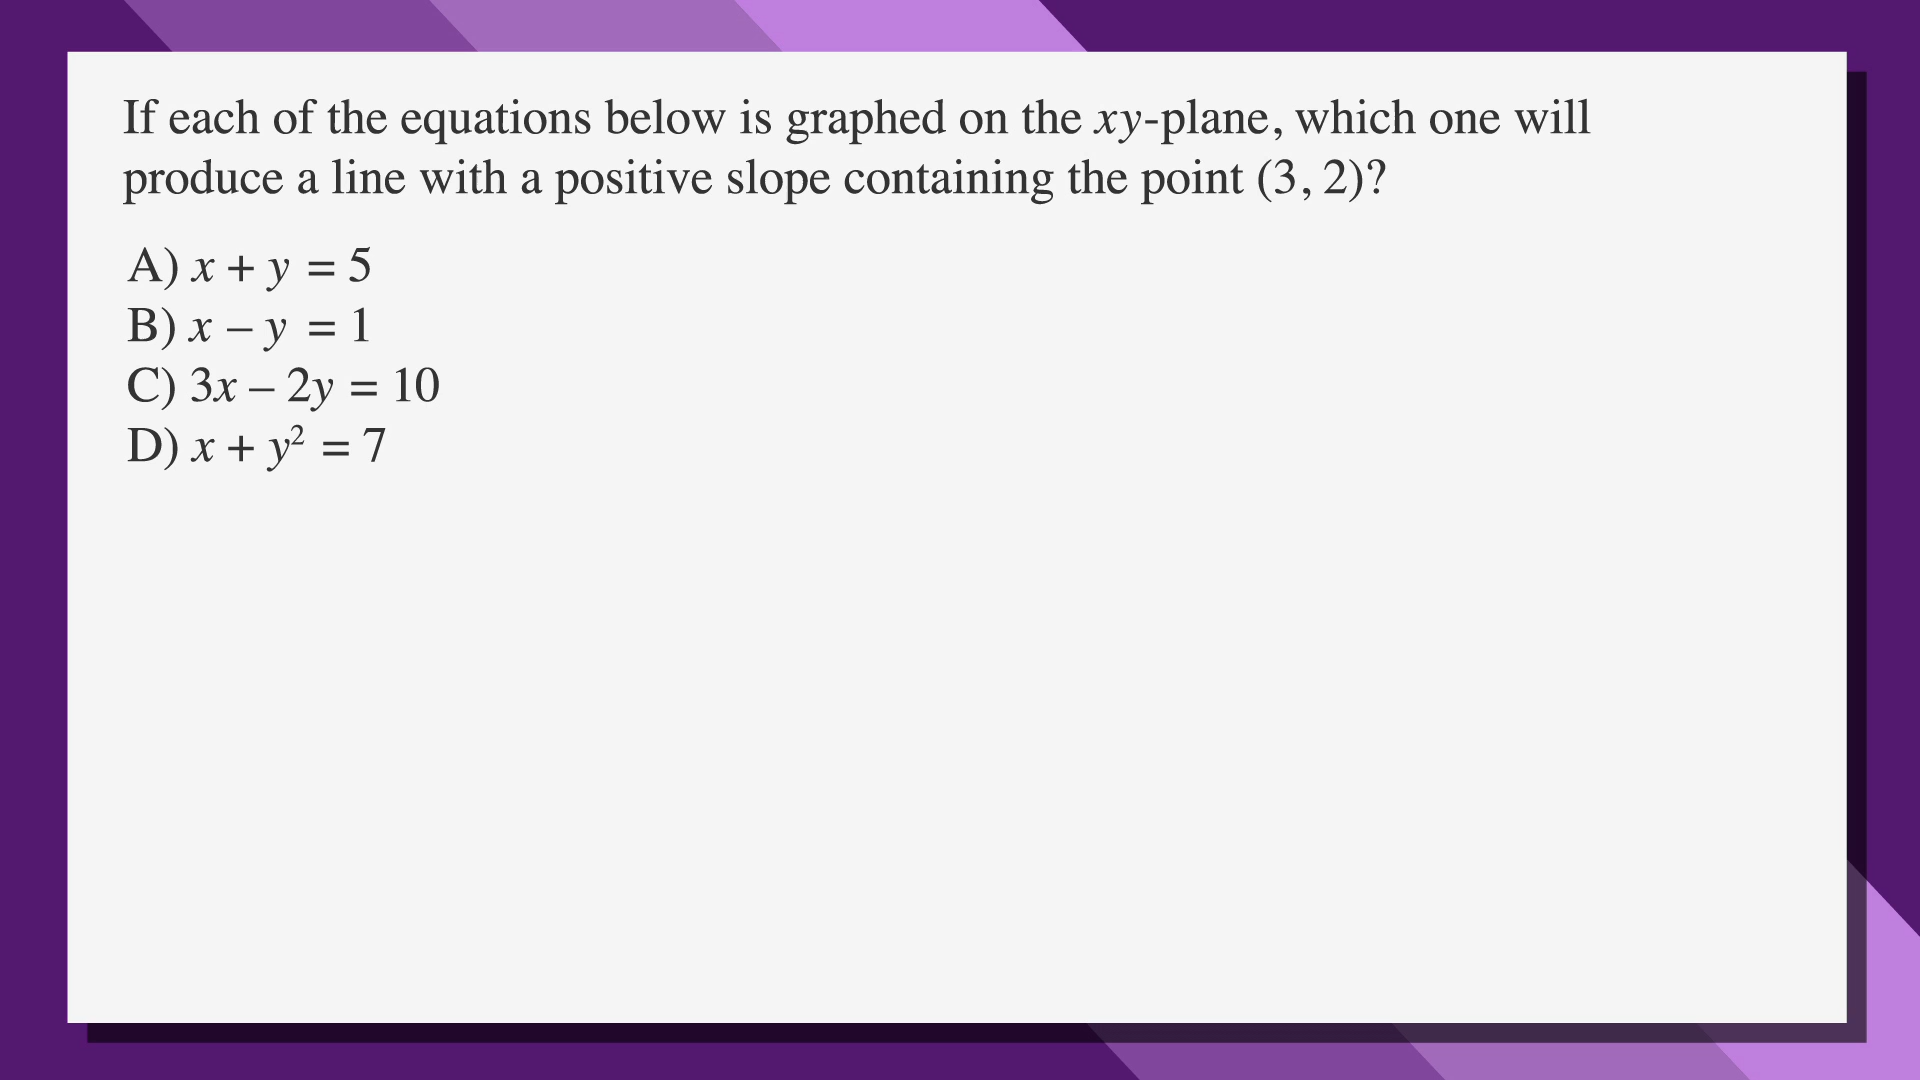 If each of the equations below is graphed on the xy-plane, which one will
produce a line with a positive slope containing the point (3, 2)?
A) x + y = 5
B) x – y = 1
C) 3x – 2y = 10
D) x + y² = 7